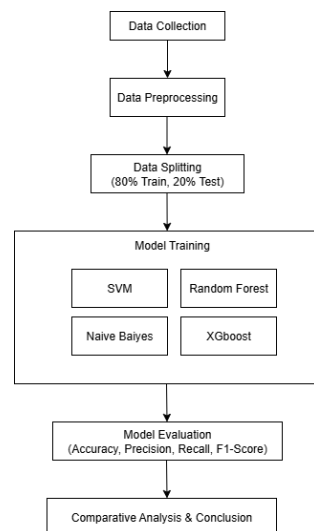 Data Collection
Data Preprocessing
Data Splitting
(80% Train, 20% Test)
Model Training
SVM
Random Forest
Naive Baiyes
XGboost
Model Evaluation
(Accuracy, Precision, Recall, F1-Score)
Comparative Analysis & Conclusion